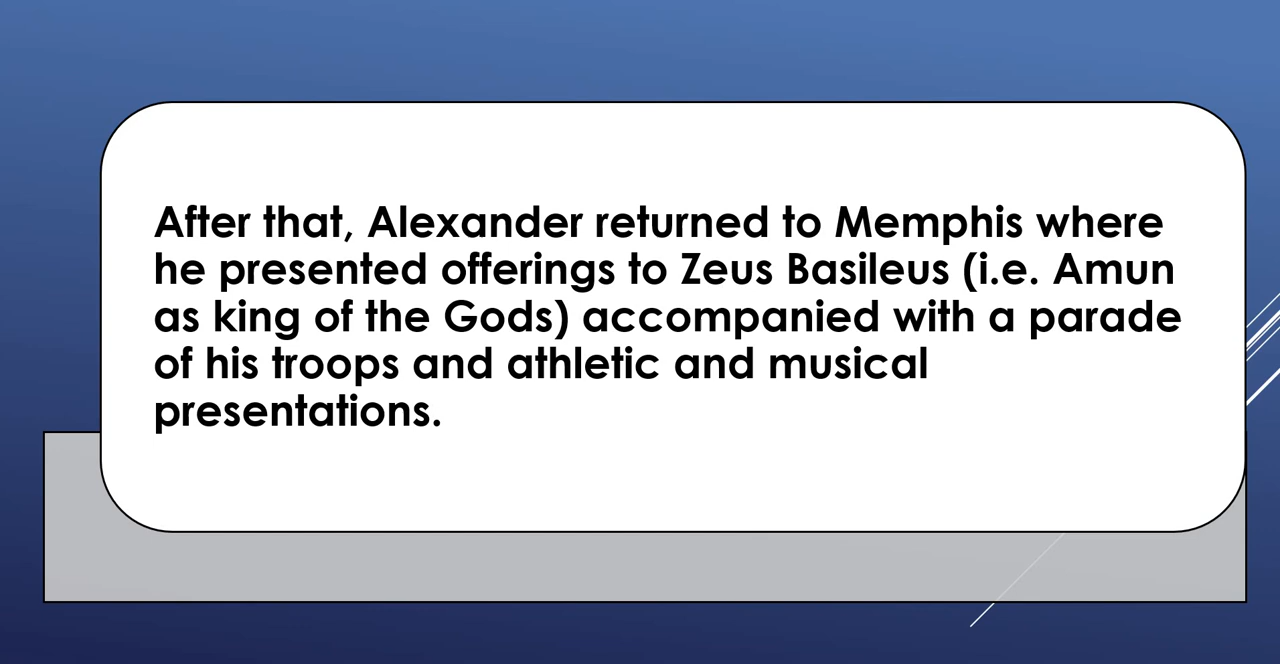 After that, Alexander returned to Memphis where
he presented offerings to Zeus Basileus (i.e. Amun
as king of the Gods) accompanied with a parade
of his troops and athletic and musical
presentations.